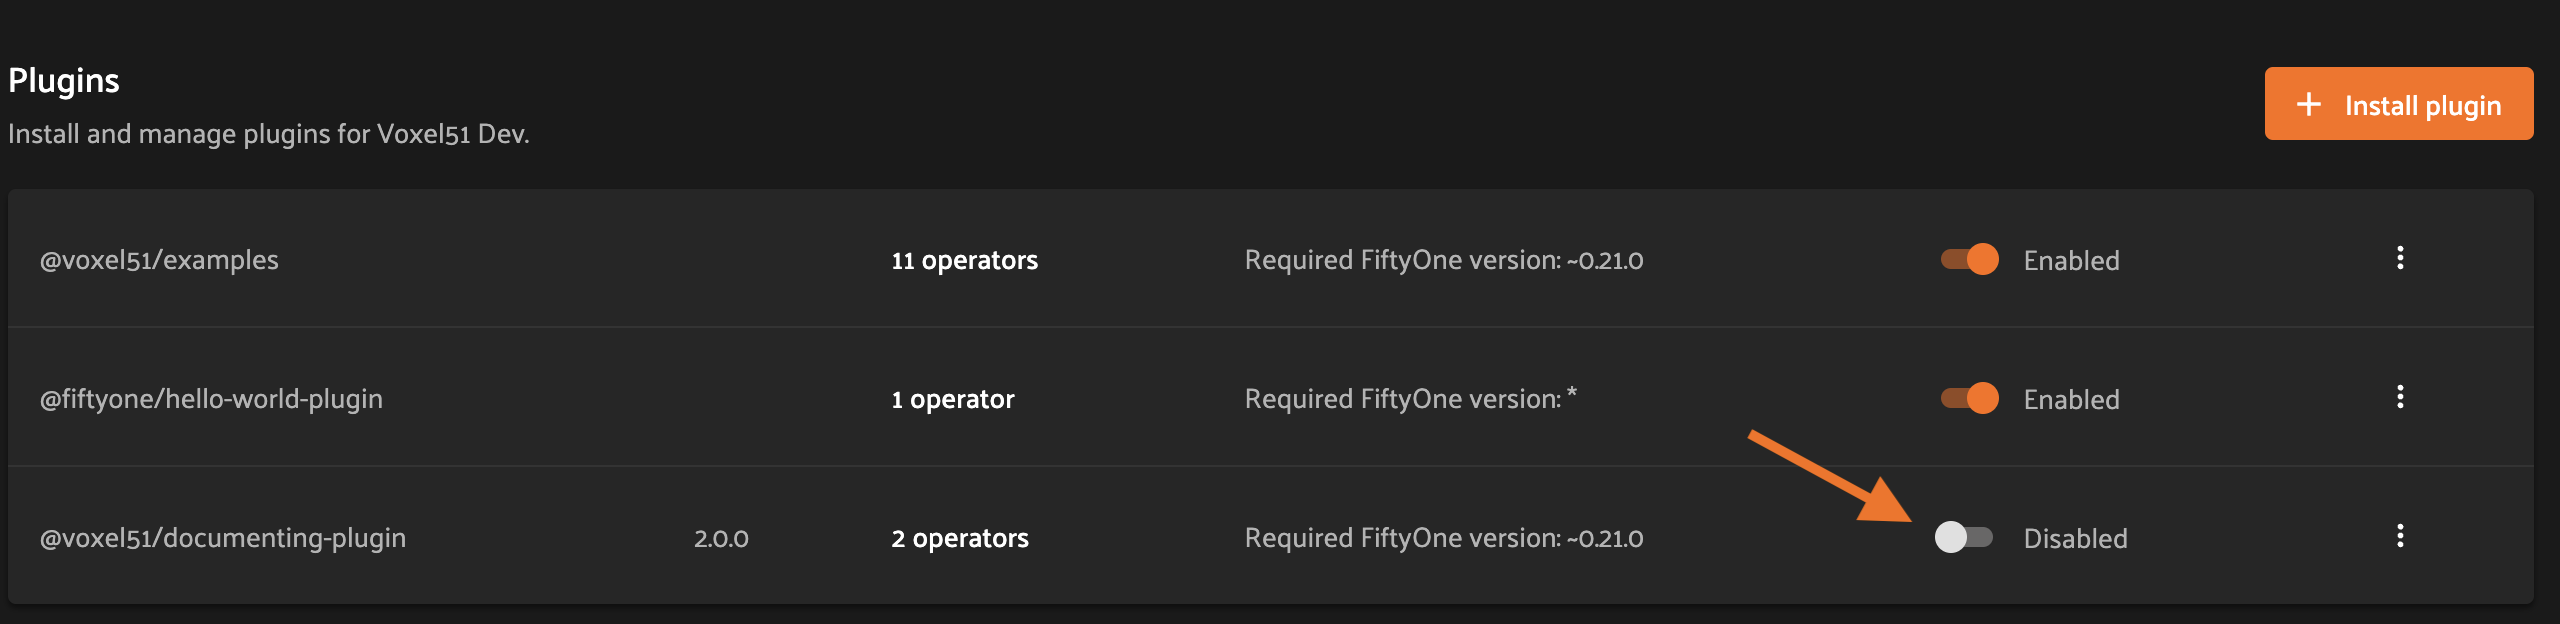 Plugins
Install and manage plugins for Voxel51 Dev.
+ Install plugin
@voxel51/examples 11 operators Required FiftyOne version: ~0.21.0 Enabled
@fiftyone/hello-world-plugin 1 operator Required FiftyOne version: * Enabled
@voxel51/documenting-plugin 2.0.0 2 operators Required FiftyOne version: ~0.21.0 Disabled